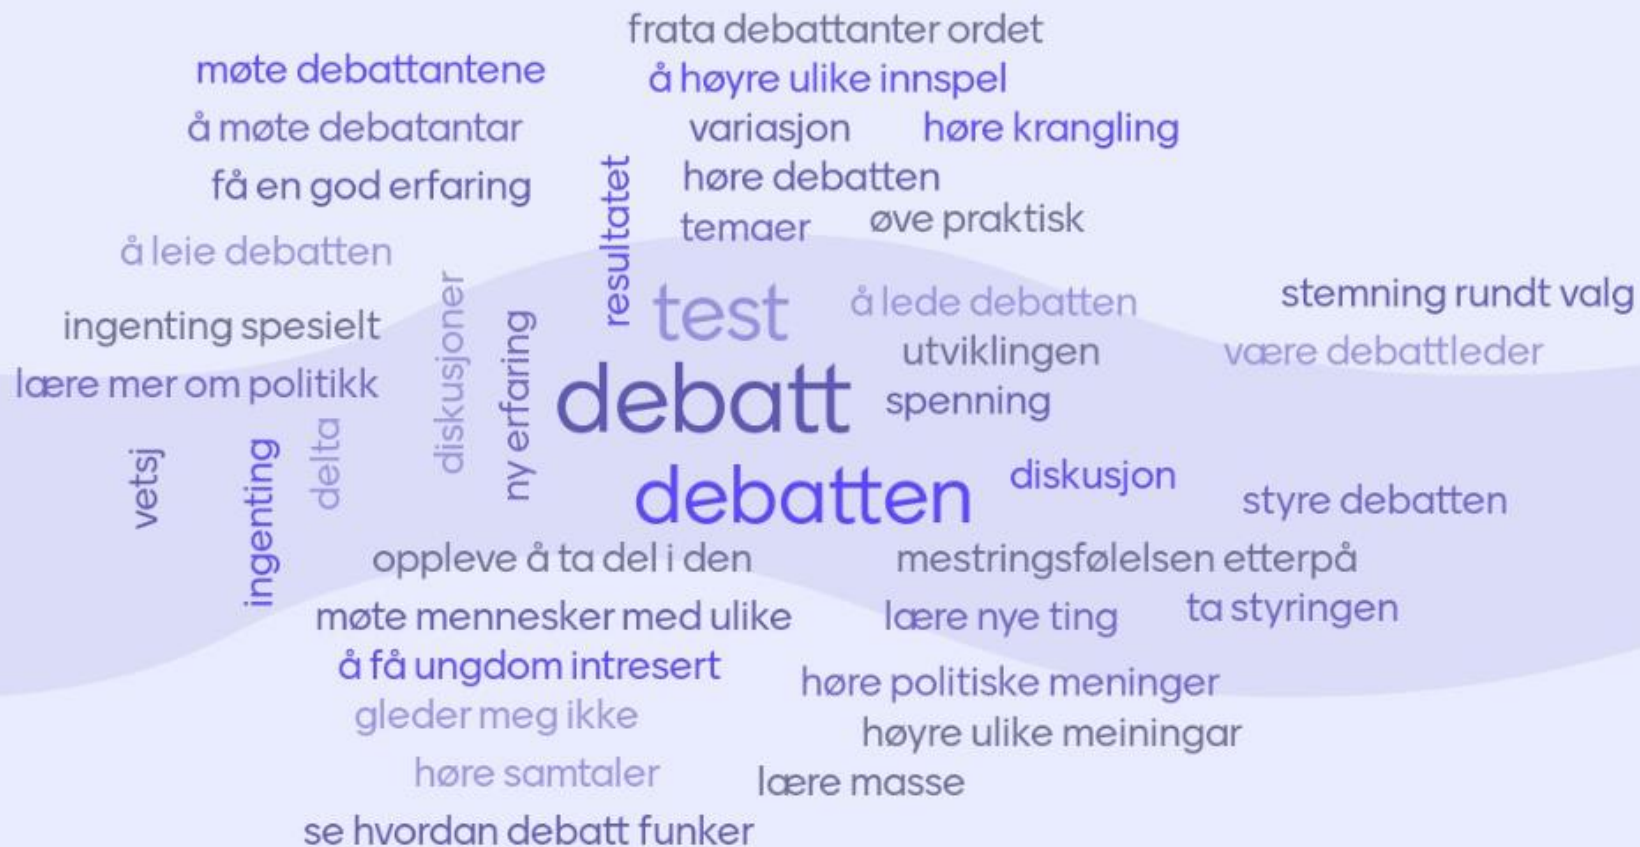 frata debattanter ordet
møte debattantene
å høyre ulike innspel
å møte debatantar
variasjon
høre krangling
få en god erfaring
resultatet
høre debatten
temaer
øve praktisk
å leie debatten
diskusjoner
test
å lede debatten
stemning rundt valg
ingenting spesielt
ny erfaring
utviklingen
være debattleder
lære mer om politikk
debatt
spenning
vetsj
ingenting
delta
debatten
diskusjon
styre debatten
oppleve å ta del i den
mestringsfølelsen etterpå
møte mennesker med ulike
lære nye ting
ta styringen
å få ungdom intresert
høre politiske meninger
gleder meg ikke
høyre ulike meiningar
høre samtaler
lære masse
se hvordan debatt funker